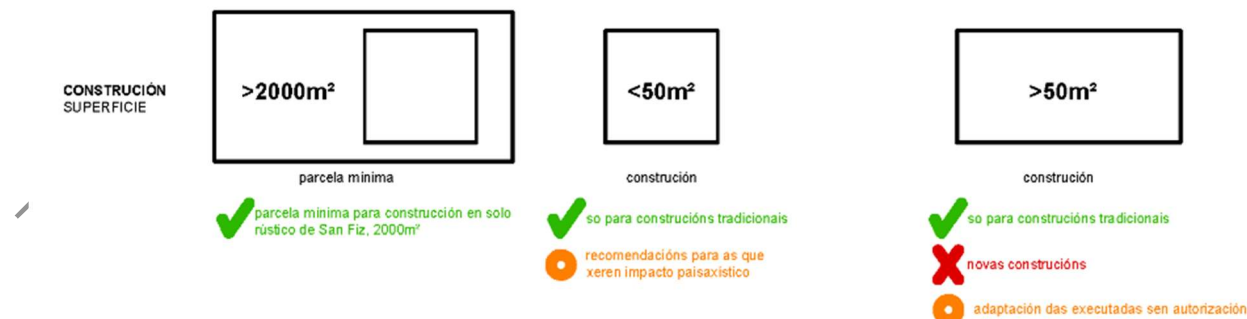 CONSTRUCIÓN
SUPERFICIE
>2000m²
<50m²
>50m²
parcela minima
construción
construción
parcela minima para construcción en solo
rústico de San Fiz, 2000m²
so para construcións tradicionais
recomendacións para as que
xeren impacto paisaxístico
so para construcións tradicionais
novas construcións
adaptación das executadas sen autorización